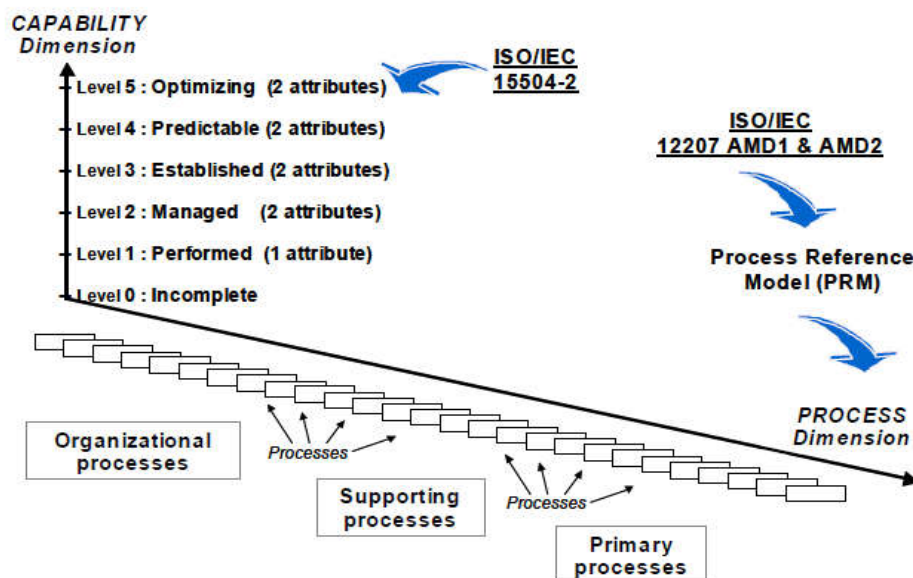 CAPABILITY
Dimension
ISO/IEC
15504-2
Level 5 : Optimizing (2 attributes)
Level 4 : Predictable (2 attributes)
Level 3 : Established (2 attributes)
Level 2 : Managed (2 attributes)
Level 1 : Performed (1 attribute)
Level 0 : Incomplete
ISO/IEC
12207 AMD1 & AMD2
Process Reference
Model (PRM)
PROCESS
Dimension
Organizational
processes
Processes
Supporting
processes
Processes
Primary
processes